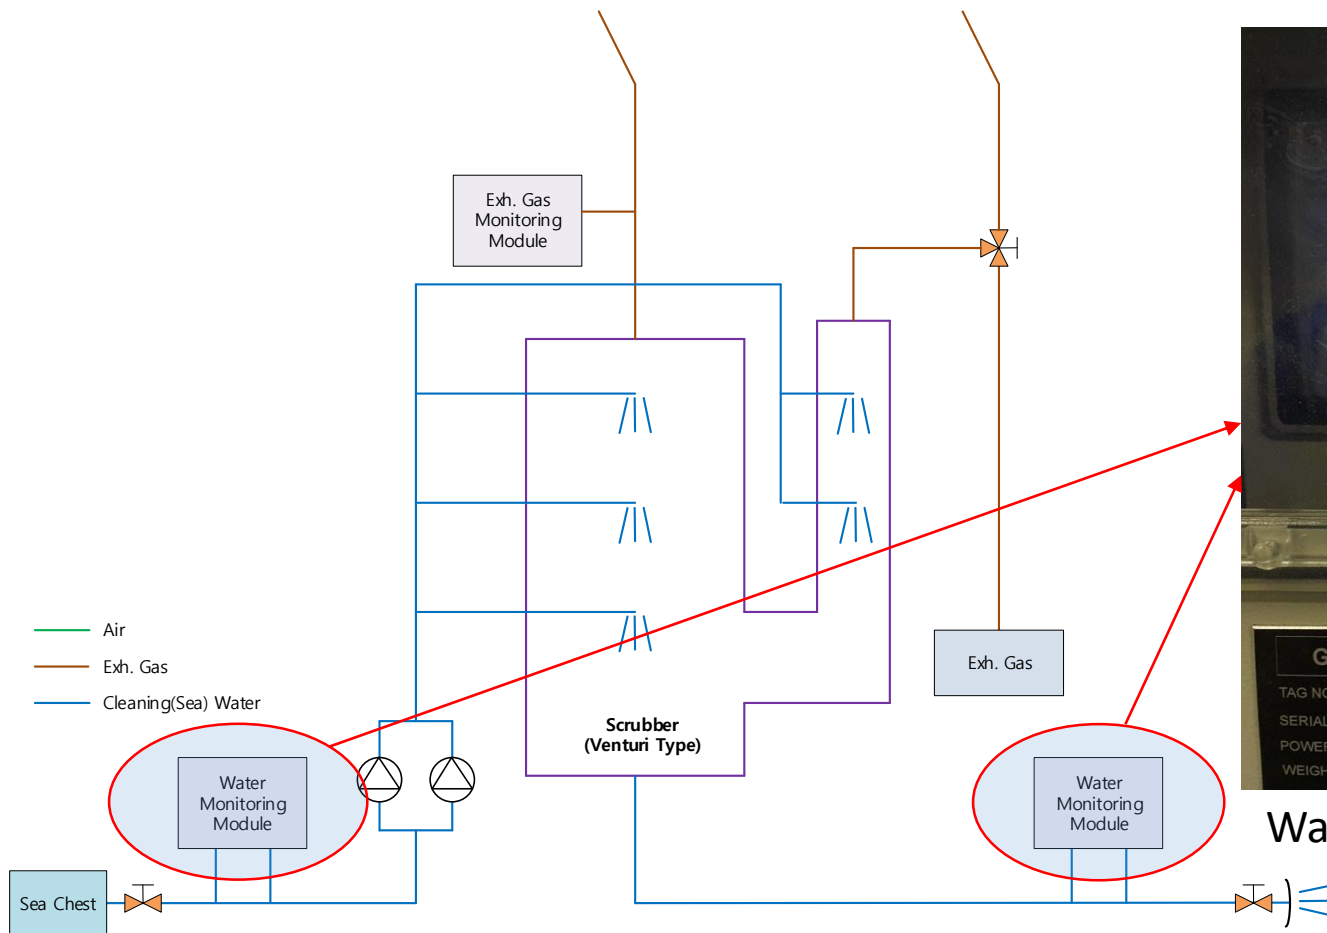 Exh. Gas
Monitoring
Module
Air
Exh. Gas
Cleaning(Sea) Water
Scrubber
(Venturi Type)
Exh. Gas
Water
Monitoring
Module
Water
Monitoring
Module
Sea Chest
G
TAG NO
SERIAL
POWER
WEIGH
Wa